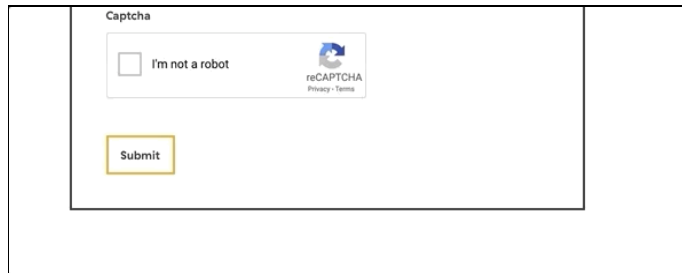 Captcha
I'm not a robot
reCAPTCHA
Privacy - Terms
Submit